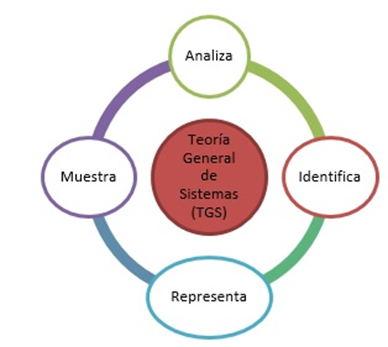 Analiza
Teoría
General
de
Sistemas
(TGS)
Muestra
Identifica
Representa